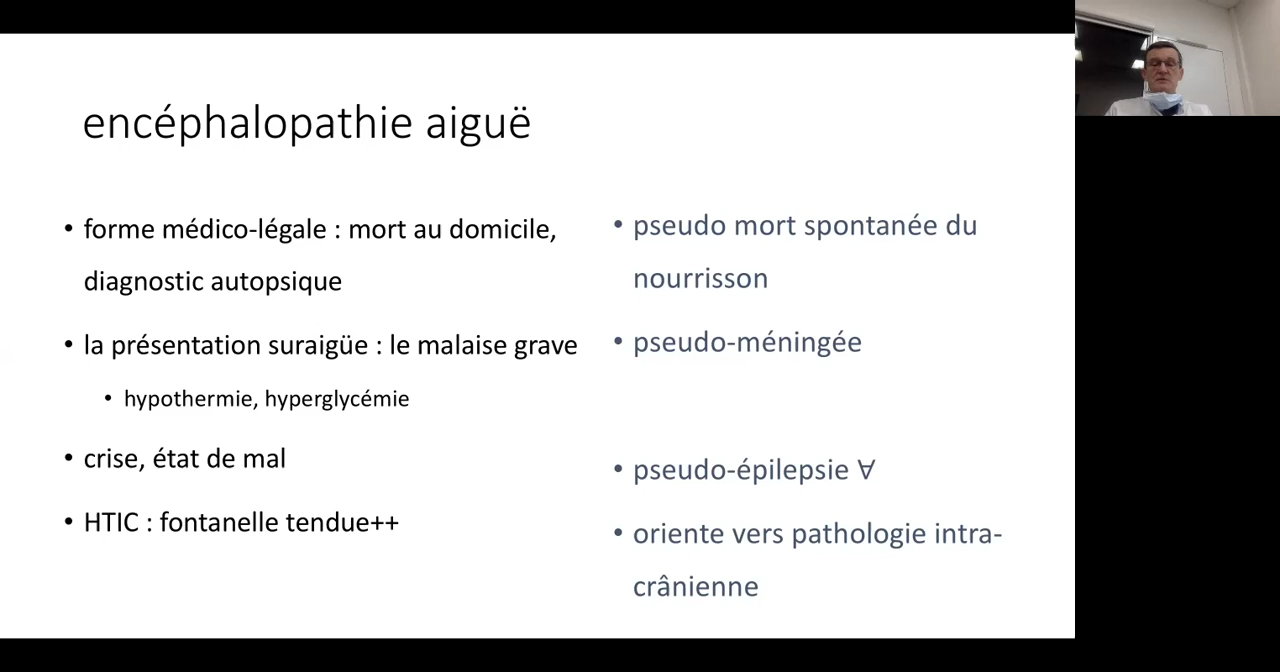 encéphalopathie aiguë
• forme médico-légale : mort au domicile,
diagnostic autopsique
• la présentation suraigüe : le malaise grave
• hypothermie, hyperglycémie
• crise, état de mal
• HTIC : fontanelle tendue++
• pseudo mort spontanée du
nourrisson
• pseudo-méningée
• pseudo-épilepsie ∀
• oriente vers pathologie intra-
crânienne